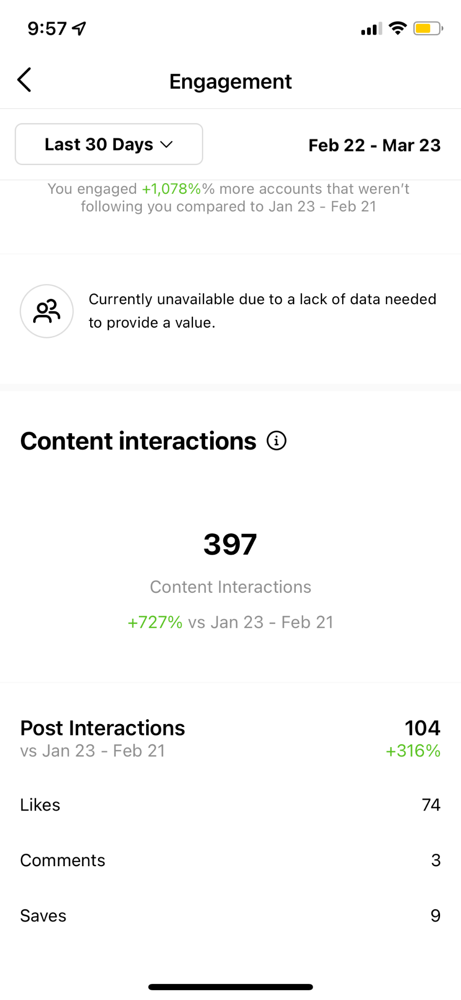 9:57
Engagement
Last 30 Days
Feb 22 - Mar 23
You engaged +1,078%% more accounts that weren’t
following you compared to Jan 23 - Feb 21
Currently unavailable due to a lack of data needed
to provide a value.
Content interactions
397
Content Interactions
+727% vs Jan 23 - Feb 21
Post Interactions 104
vs Jan 23 - Feb 21 +316%
Likes 74
Comments 3
Saves 9